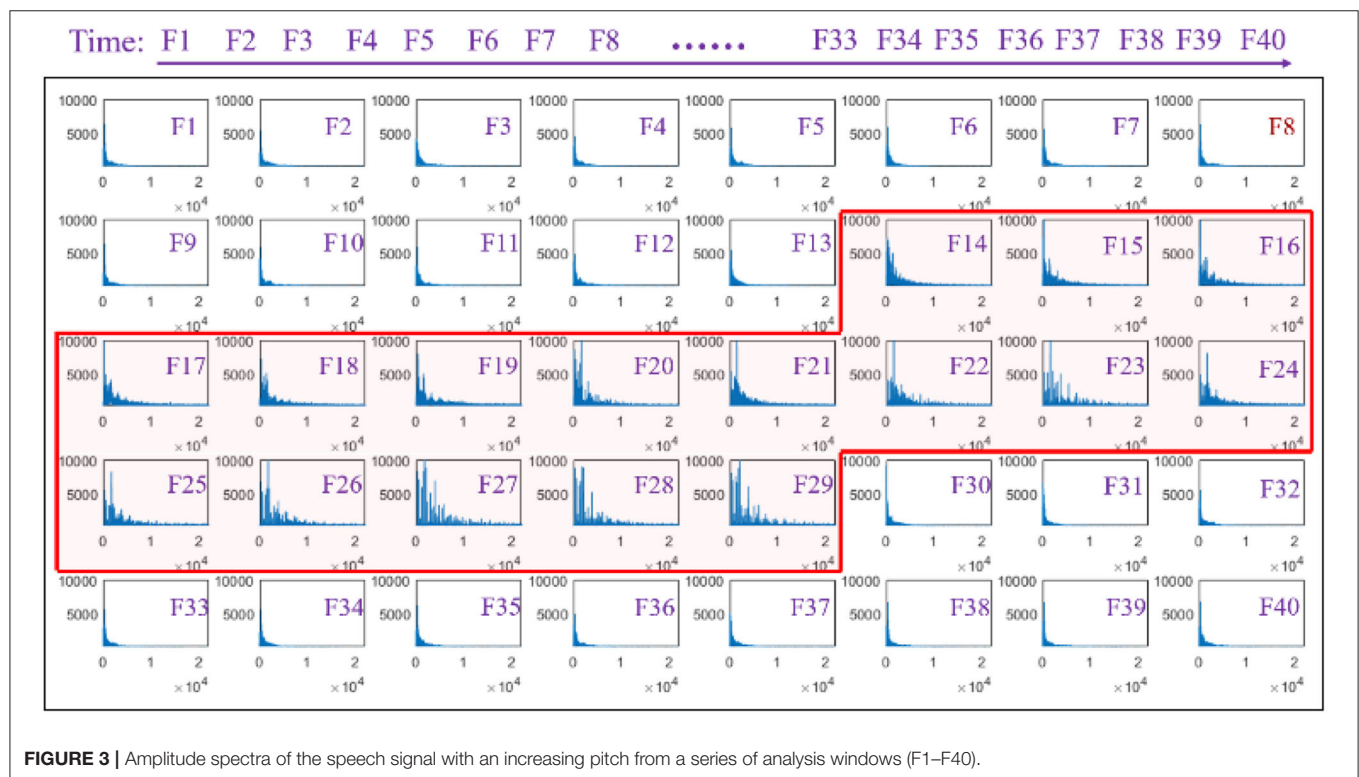 Time: F1 F2 F3 F4 F5 F6 F7 F8 ...... F33 F34 F35 F36 F37 F38 F39 F40
10000 10000 10000 10000 10000 10000 10000 10000
5000 F1 5000 F2 5000 F3 5000 F4 5000 F5 5000 F6 5000 F7 5000 F8
0 1 2 0 1 2 0 1 2 0 1 2 0 1 2 0 1 2 0 1 2 0 1 2
×10⁴ ×10⁴ ×10⁴ ×10⁴ ×10⁴ ×10⁴ ×10⁴ ×10⁴
10000 10000 10000 10000 10000 10000 10000 10000
5000 F9 5000 F10 5000 F11 5000 F12 5000 F13 5000 F14 5000 F15 5000 F16
0 1 2 0 1 2 0 1 2 0 1 2 0 1 2 0 1 2 0 1 2 0 1 2
×10⁴ ×10⁴ ×10⁴ ×10⁴ ×10⁴ ×10⁴ ×10⁴ ×10⁴
10000 10000 10000 10000 10000 10000 10000 10000
5000 F17 5000 F18 5000 F19 5000 F20 5000 F21 5000 F22 5000 F23 5000 F24
0 1 2 0 1 2 0 1 2 0 1 2 0 1 2 0 1 2 0 1 2 0 1 2
×10⁴ ×10⁴ ×10⁴ ×10⁴ ×10⁴ ×10⁴ ×10⁴ ×10⁴
10000 10000 10000 10000 10000 10000 10000 10000
5000 F25 5000 F26 5000 F27 5000 F28 5000 F29 5000 F30 5000 F31 5000 F32
0 1 2 0 1 2 0 1 2 0 1 2 0 1 2 0 1 2 0 1 2 0 1 2
×10⁴ ×10⁴ ×10⁴ ×10⁴ ×10⁴ ×10⁴ ×10⁴ ×10⁴
10000 10000 10000 10000 10000 10000 10000 10000
5000 F33 5000 F34 5000 F35 5000 F36 5000 F37 5000 F38 5000 F39 5000 F40
0 1 2 0 1 2 0 1 2 0 1 2 0 1 2 0 1 2 0 1 2 0 1 2
×10⁴ ×10⁴ ×10⁴ ×10⁴ ×10⁴ ×10⁴ ×10⁴ ×10⁴
FIGURE 3 | Amplitude spectra of the speech signal with an increasing pitch from a series of analysis windows (F1–F40).